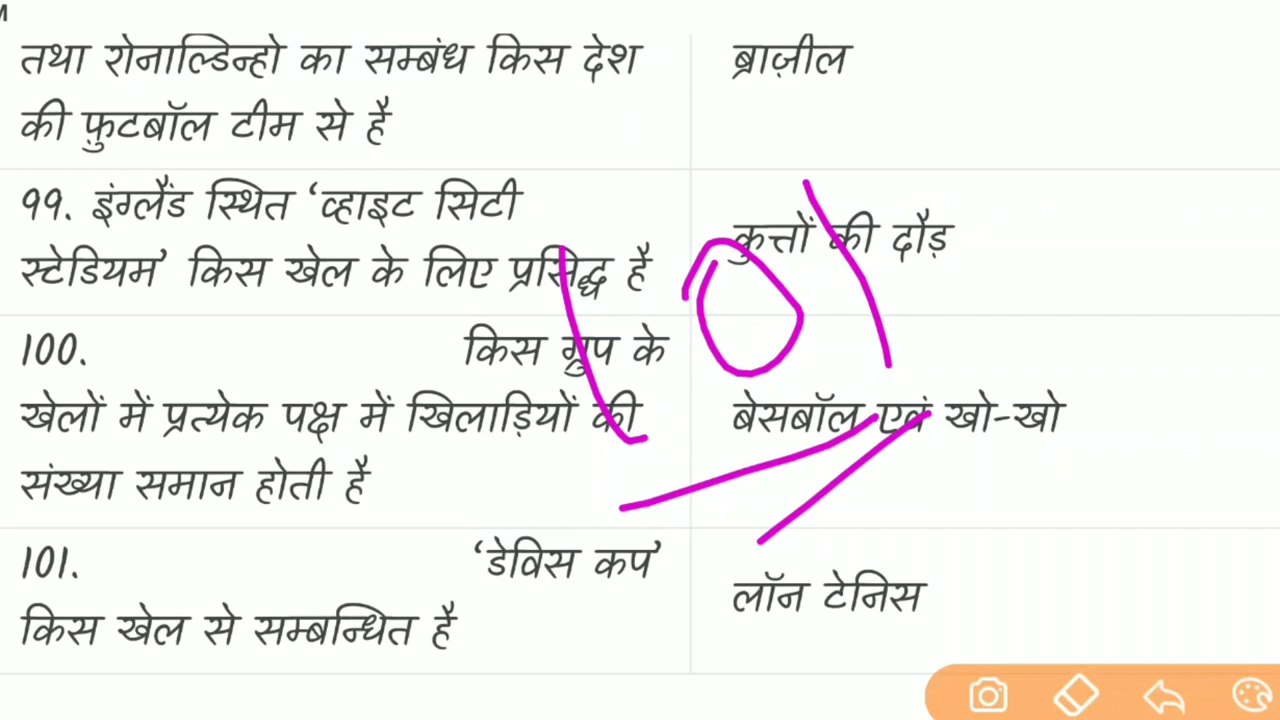 M
तथा रोनाल्डिन्हो का सम्बंध किस देश
की फ़ुटबॉल टीम से है
ब्राज़ील
99. इंग्लैंड स्थित ‘व्हाइट सिटी
स्टेडियम’ किस खेल के लिए प्रसिद्ध है
कुत्तों की दौड़
100. किस ग्रुप के
खेलों में प्रत्येक पक्ष में खिलाड़ियों की
संख्या समान होती है
बेसबॉल एवं खो-खो
101. ‘डेविस कप’
किस खेल से सम्बन्धित है
लॉन टेनिस